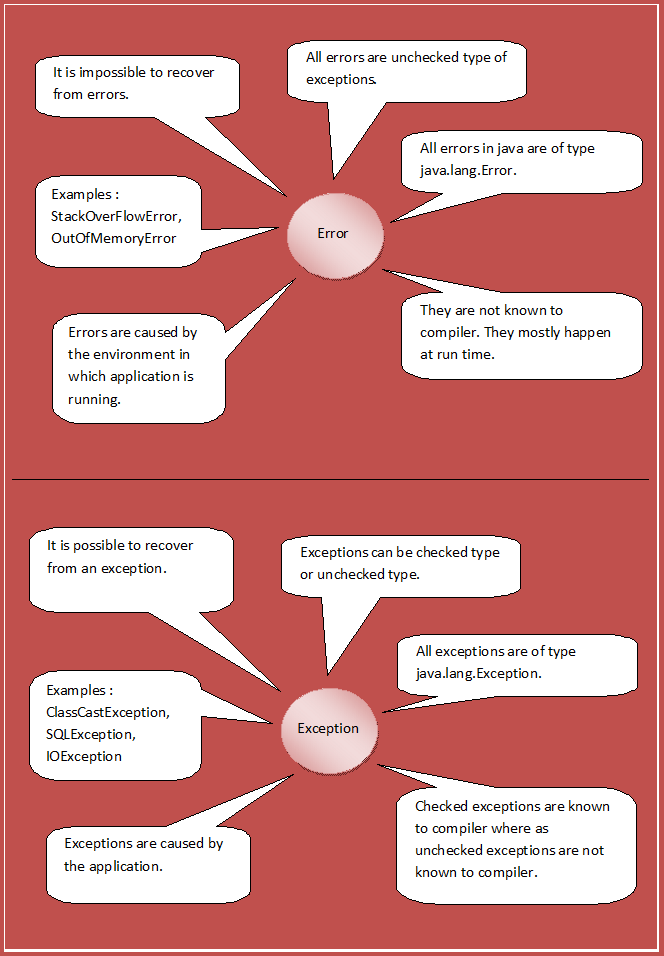 It is impossible to recover
from errors.
All errors are unchecked type of
exceptions.
All errors in java are of type
java.lang.Error.
Examples :
StackOverFlowError,
OutOfMemoryError
Error
They are not known to
compiler. They mostly happen
at run time.
Errors are caused by
the environment in
which application is
running.
It is possible to recover
from an exception.
Exceptions can be checked type
or unchecked type.
All exceptions are of type
java.lang.Exception.
Examples :
ClassCastException,
SQLException,
IOException
Exception
Checked exceptions are known
to compiler where as
unchecked exceptions are not
known to compiler.
Exceptions are caused by
the application.